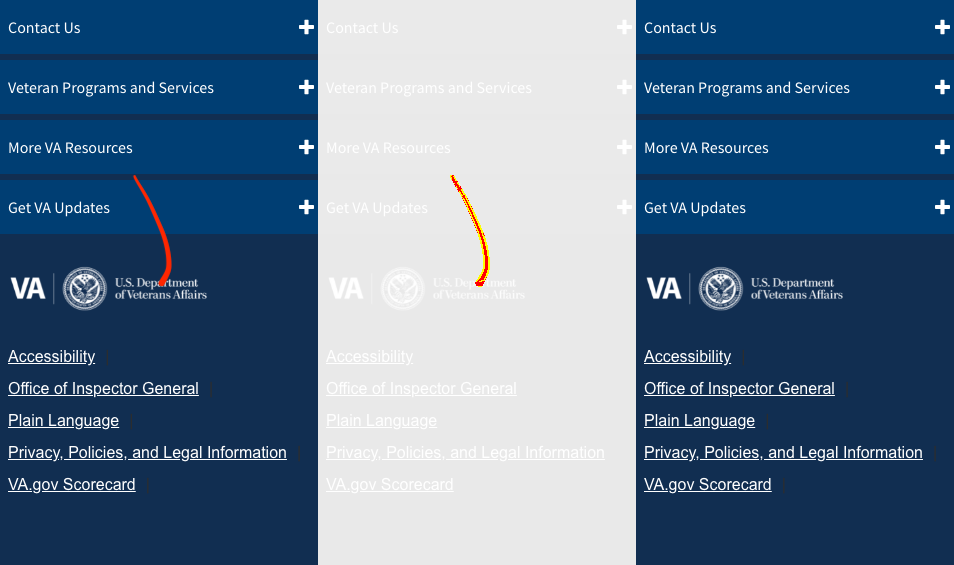 Contact Us
Veteran Programs and Services
More VA Resources
Get VA Updates
VA
U.S. Department
of Veterans Affairs
Accessibility
Office of Inspector General
Plain Language
Privacy, Policies, and Legal Information
VA.gov Scorecard
Contact Us
Veteran Programs and Services
More VA Resources
Get VA Updates
VA
U.S. Department
of Veterans Affairs
Accessibility
Office of Inspector General
Plain Language
Privacy, Policies, and Legal Information
VA.gov Scorecard
Contact Us
Veteran Programs and Services
More VA Resources
Get VA Updates
VA
U.S. Department
of Veterans Affairs
Accessibility
Office of Inspector General
Plain Language
Privacy, Policies, and Legal Information
VA.gov Scorecard